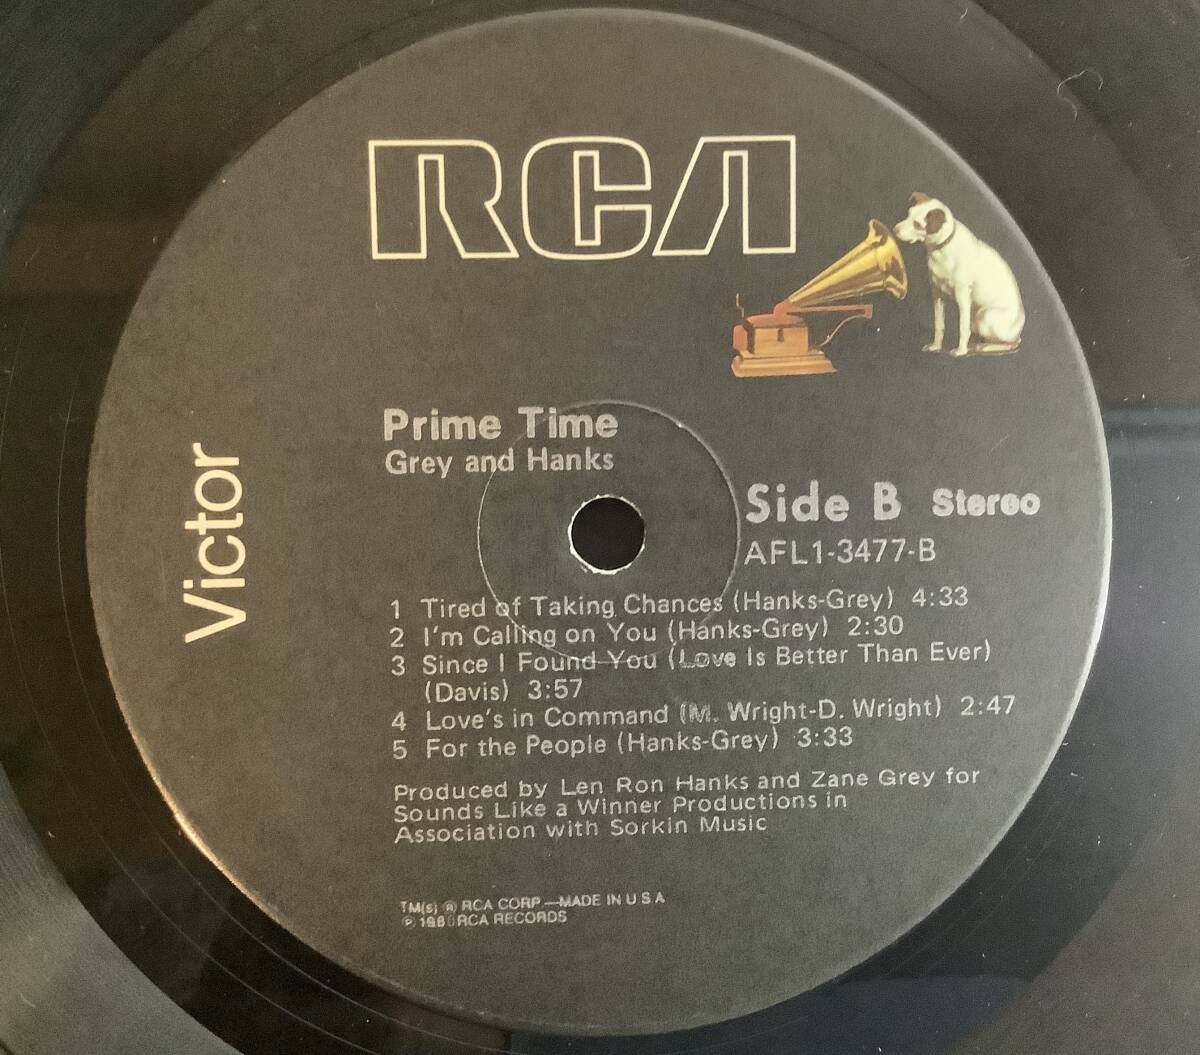 RCA
Victor
Prime Time
Grey and Hanks
Side B Stereo
AFL1-3477-B
1 Tired of Taking Chances (Hanks-Grey) 4:33
2 I'm Calling on You (Hanks-Grey) 2:30
3 Since I Found You (Love Is Better Than Ever)
(Davis) 3:57
4 Love's in Command (M. Wright-D. Wright) 2:47
5 For the People (Hanks-Grey) 3:33
Produced by Len Ron Hanks and Zane Grey for
Sounds Like a Winner Productions in
Association with Sorkin Music
TM(s) ® RCA CORP.—MADE IN U.S.A
℗ 1980 RCA RECORDS